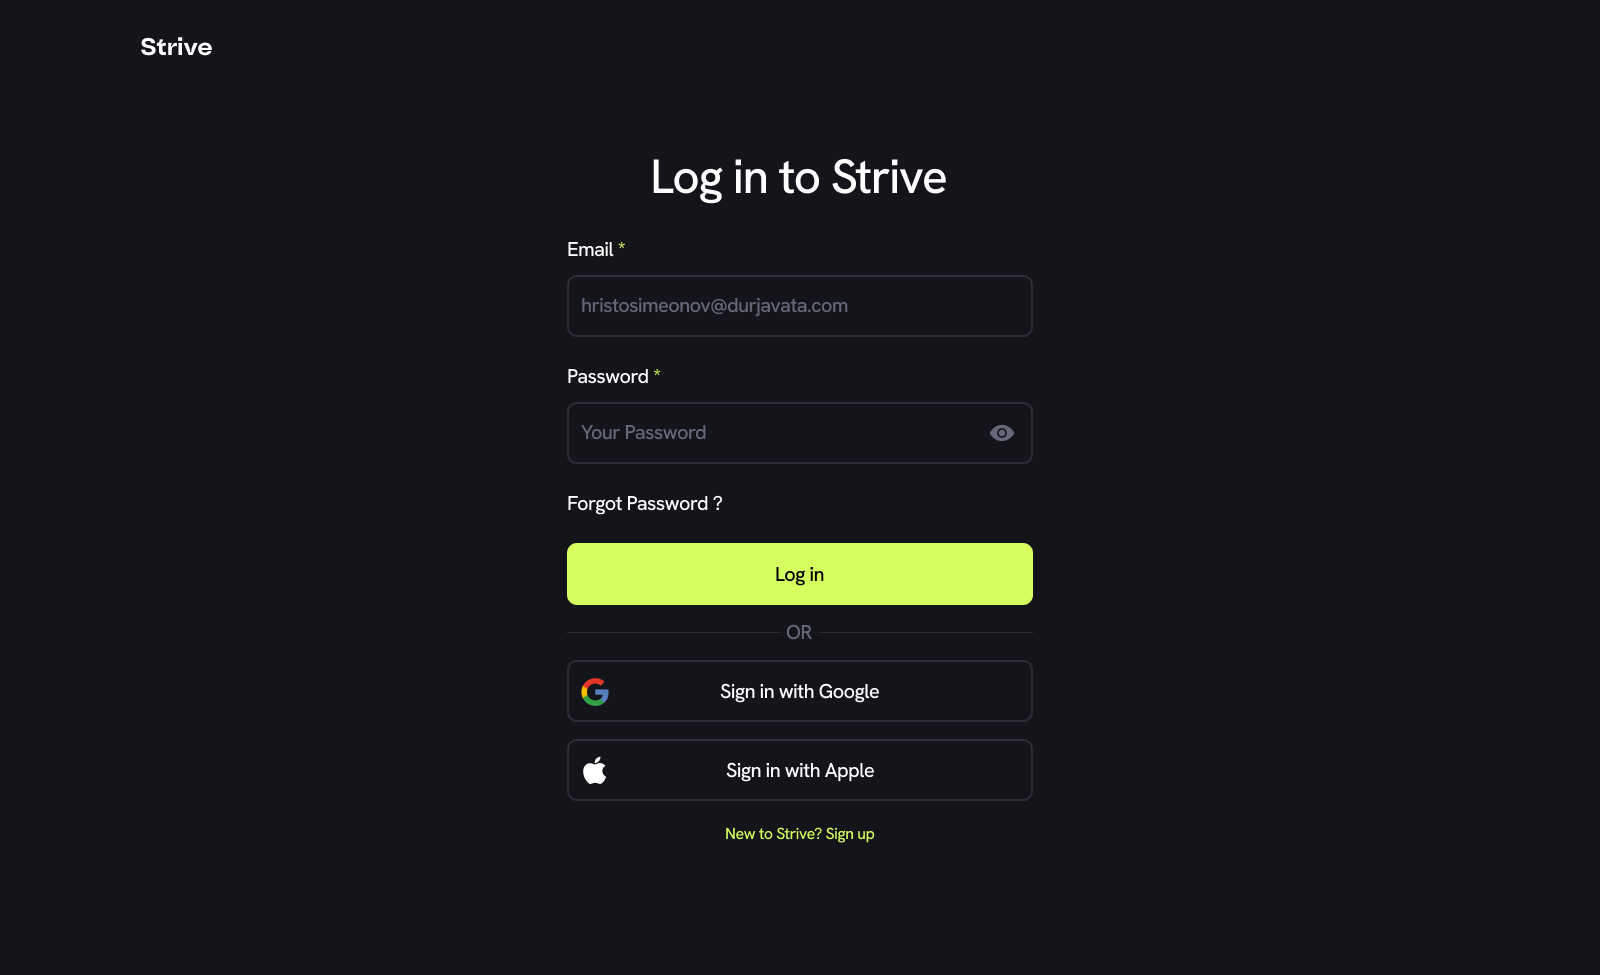 Strive
Log in to Strive
Email *
hristosimeonov@durjavata.com
Password *
Your Password
Forgot Password ?
Log in
OR
Sign in with Google
Sign in with Apple
New to Strive? Sign up